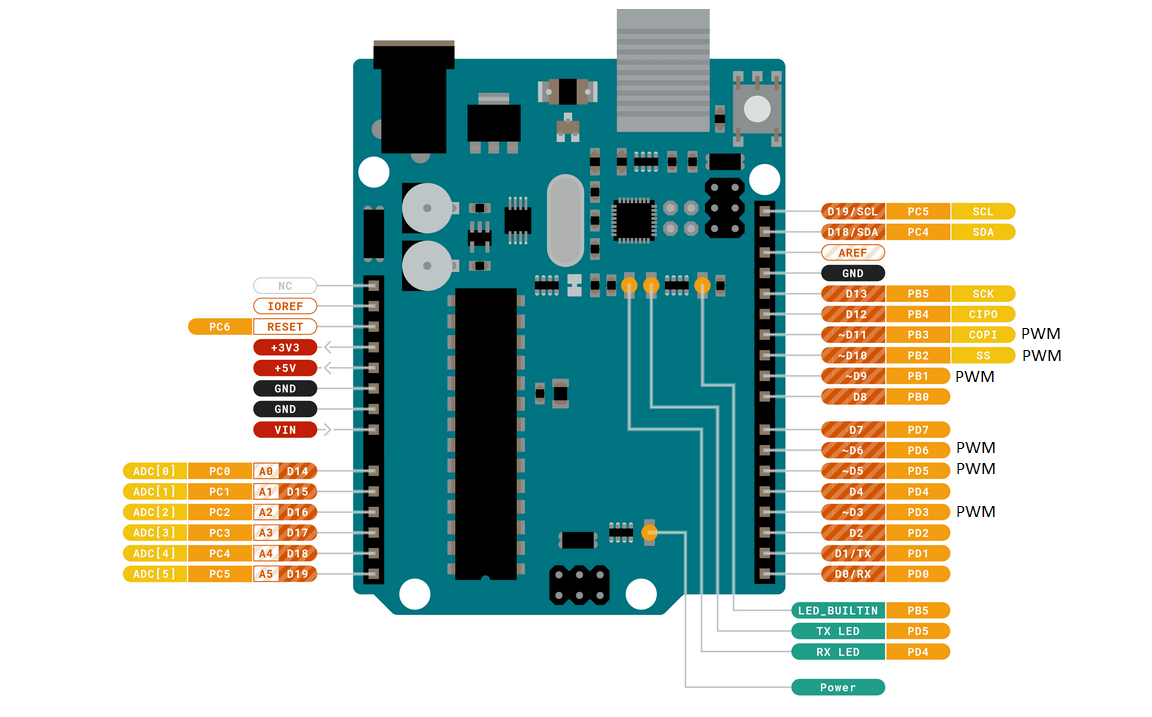 NC
IOREF
PC6 RESET
+3V3
+5V
GND
GND
VIN
ADC[0] PC0 A0 D14
ADC[1] PC1 A1 D15
ADC[2] PC2 A2 D16
ADC[3] PC3 A3 D17
ADC[4] PC4 A4 D18
ADC[5] PC5 A5 D19
D19/SCL PC5 SCL
D18/SDA PC4 SDA
AREF
GND
D13 PB5 SCK
D12 PB4 CIPO
~D11 PB3 COPI PWM
~D10 PB2 SS PWM
~D9 PB1 PWM
D8 PB0
D7 PD7
~D6 PD6 PWM
~D5 PD5 PWM
D4 PD4
~D3 PD3 PWM
D2 PD2
D1/TX PD1
D0/RX PD0
LED_BUILTIN PB5
TX LED PD5
RX LED PD4
Power